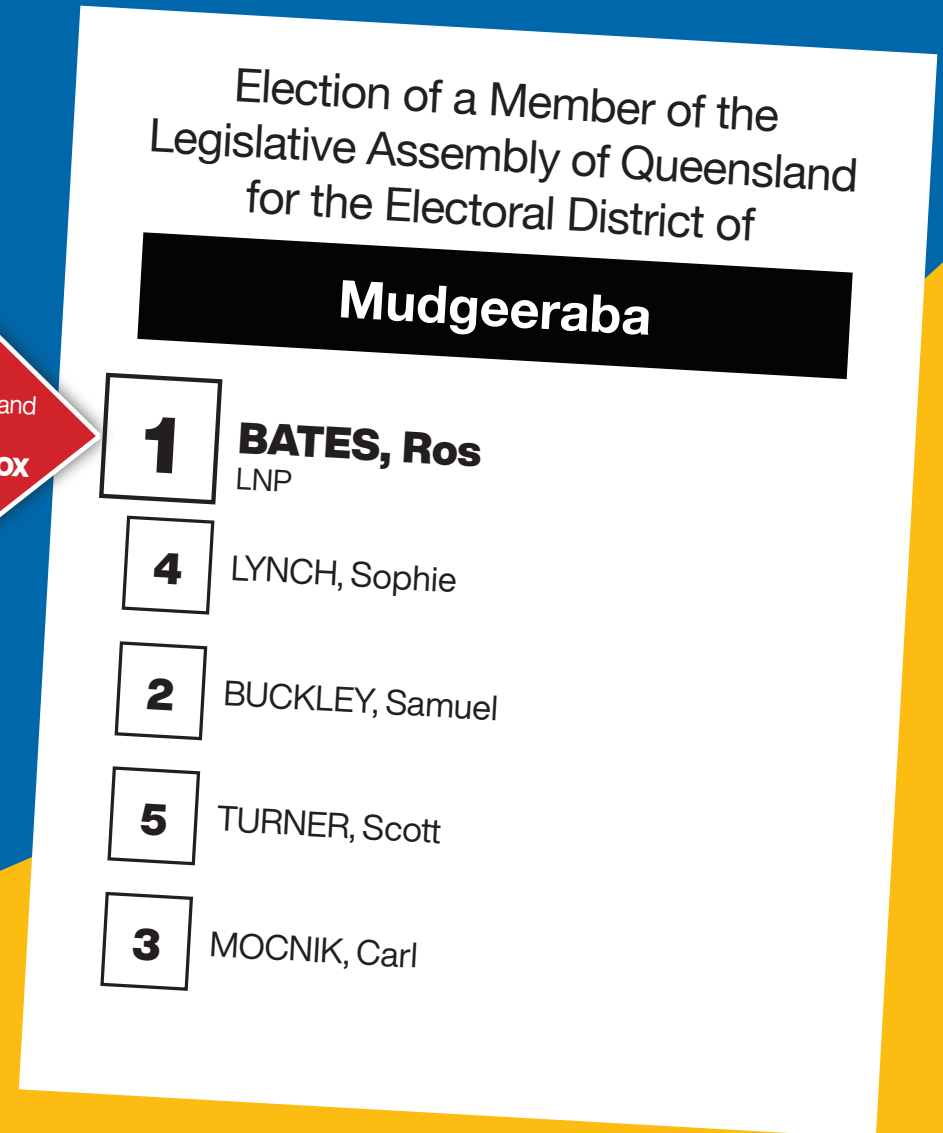 Election of a Member of the
Legislative Assembly of Queensland
for the Electoral District of
Mudgeeraba
and
ox
1 BATES, Ros
LNP
4 LYNCH, Sophie
2 BUCKLEY, Samuel
5 TURNER, Scott
3 MOCNIK, Carl